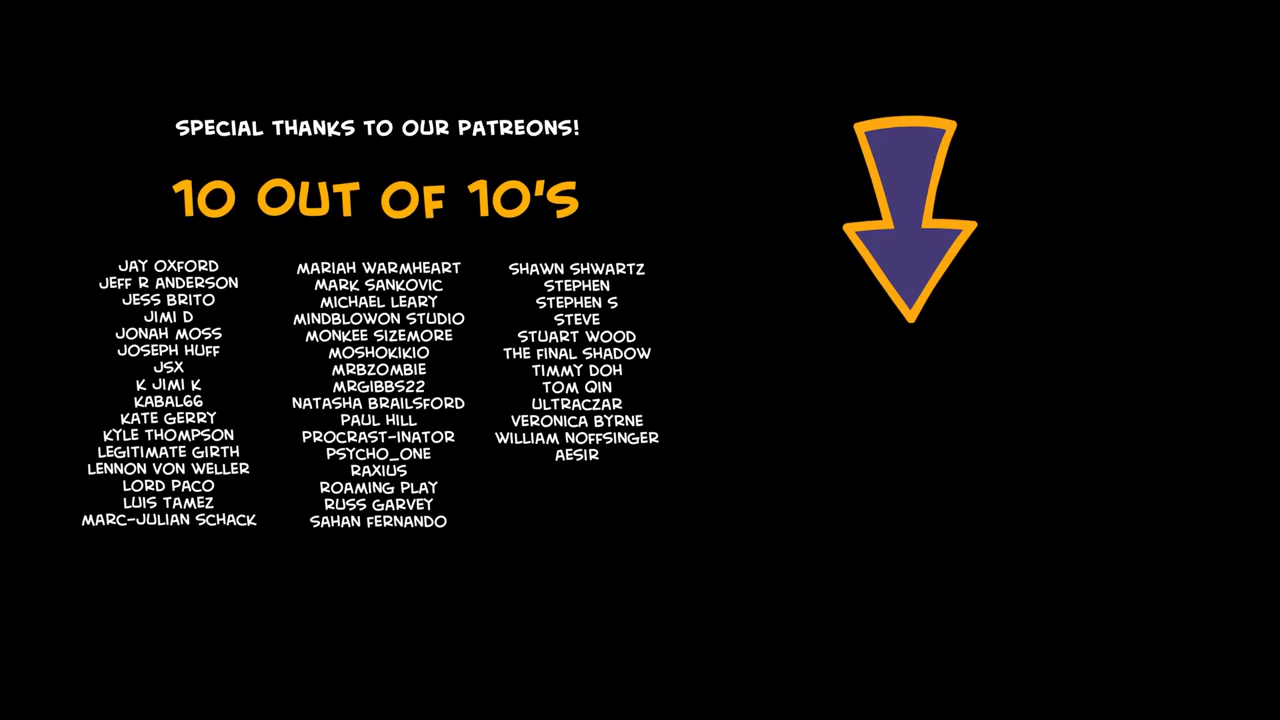 SPECIAL THANKS TO OUR PATREONS!
10 OUT OF 10'S
JAY OXFORD
JEFF R ANDERSON
JESS BRITO
JIMI D
JONAH MOSS
JOSEPH HUFF
JSX
K JIMI K
KABAL66
KATE GERRY
KYLE THOMPSON
LEGITIMATE GIRTH
LENNON VON WELLER
LORD PACO
LUIS TAMEZ
MARC-JULIAN SCHACK
MARIAH WARMHEART
MARK SANKOVIC
MICHAEL LEARY
MINDBLOWON STUDIO
MONKEE SIZEMORE
MOSHOKIKIO
MRBZOMBIE
MRGIBBS22
NATASHA BRAILSFORD
PAUL HILL
PROCRAST-INATOR
PSYCHO_ONE
RAXIUS
ROAMING PLAY
RUSS GARVEY
SAHAN FERNANDO
SHAWN SHWARTZ
STEPHEN
STEPHEN S
STEVE
STUART WOOD
THE FINAL SHADOW
TIMMY DOH
TOM QIN
ULTRACZAR
VERONICA BYRNE
WILLIAM NOFFSINGER
AESIR